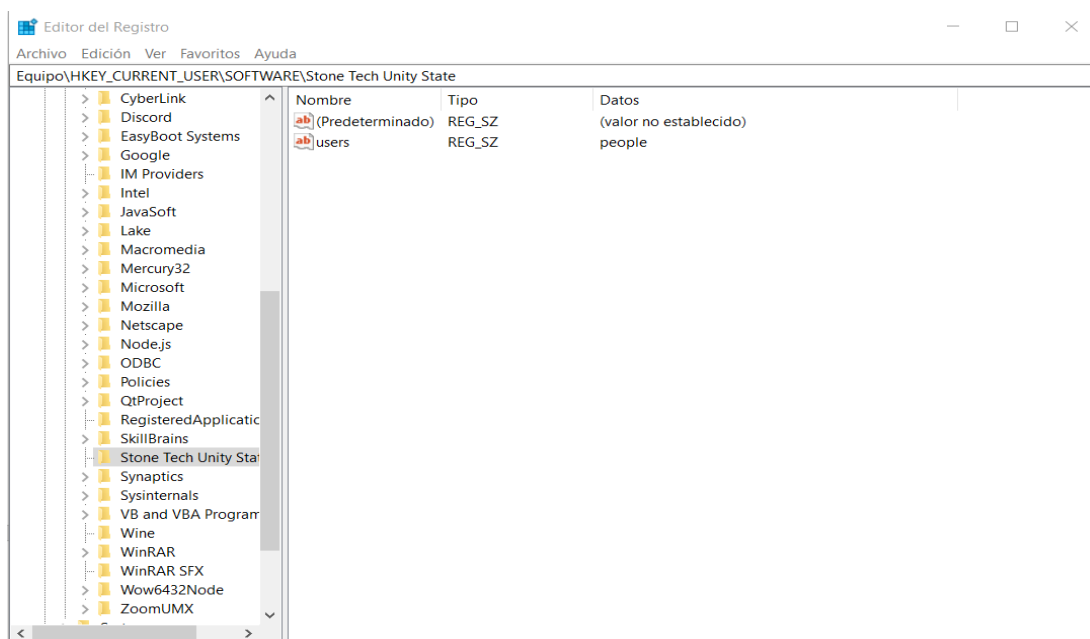 Editor del Registro
Archivo Edición Ver Favoritos Ayuda
Equipo\HKEY_CURRENT_USER\SOFTWARE\Stone Tech Unity State
CyberLink
Discord
EasyBoot Systems
Google
IM Providers
Intel
JavaSoft
Lake
Macromedia
Mercury32
Microsoft
Mozilla
Netscape
Node.js
ODBC
Policies
QtProject
RegisteredApplicatic
SkillBrains
Stone Tech Unity Stat
Synaptics
Sysinternals
VB and VBA Program
Wine
WinRAR
WinRAR SFX
Wow6432Node
ZoomUMX
Nombre Tipo Datos
ab (Predeterminado) REG_SZ (valor no establecido)
ab users REG_SZ people